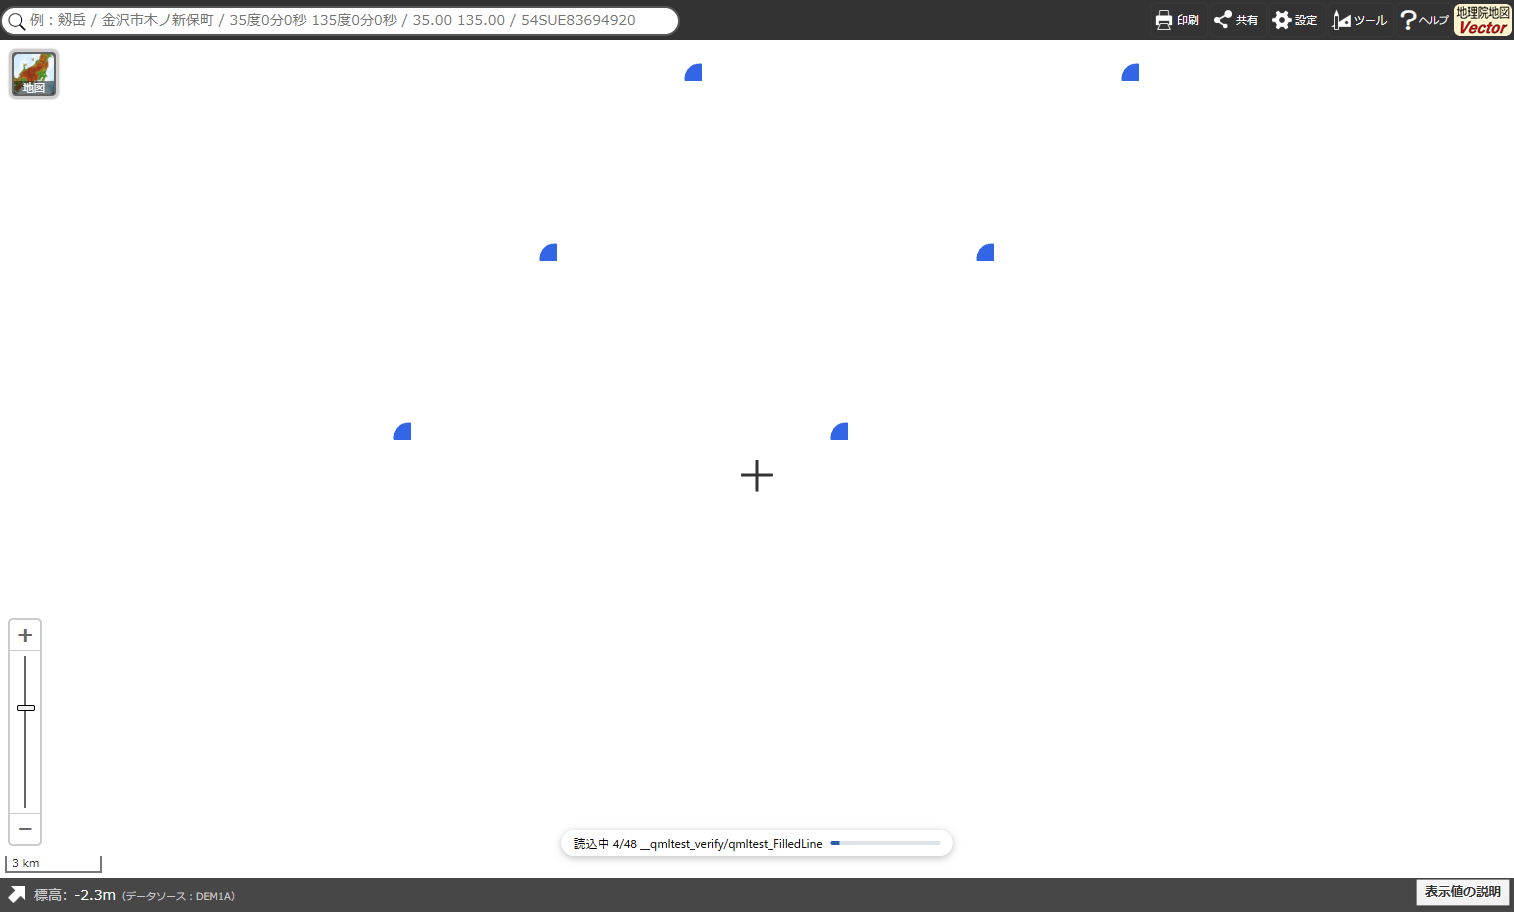 例：剱岳 / 金沢市木ノ新保町 / 35度0分0秒 135度0分0秒 / 35.00 135.00 / 54SUE83694920
印刷
共有
設定
ツール
ヘルプ
地理院地図
Vector
地図
読込中 4/48 __qmltest_verify/qmltest_FilledLine
3 km
標高: -2.3m (データソース：DEM1A)
表示値の説明